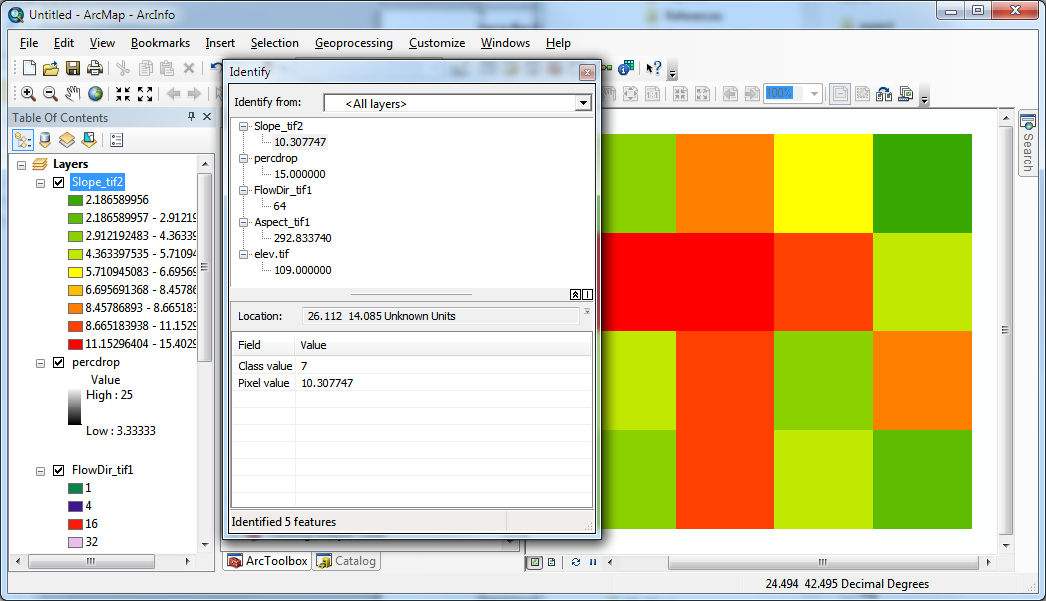 Untitled - ArcMap - ArcInfo
File Edit View Bookmarks Insert Selection Geoprocessing Customize Windows Help
Table Of Contents
Layers
Slope_tif2
2.186589956
2.186589957 - 2.9121
2.912192483 - 4.36339
4.363397535 - 5.71094
5.710945083 - 6.69569
6.695691368 - 8.45786
8.45786893 - 8.665183
8.665183938 - 11.1529
11.15296404 - 15.4029
percdrop
Value
High : 25
Low : 3.33333
FlowDir_tif1
1
4
16
32
Identify
Identify from: <All layers>
Slope_tif2
10.307747
percdrop
15.000000
FlowDir_tif1
64
Aspect_tif1
292.833740
elev.tif
109.000000
Location: 26.112 14.085 Unknown Units
Field Value
Class value 7
Pixel value 10.307747
Identified 5 features
ArcToolbox Catalog
100%
Search
24.494 42.495 Decimal Degrees